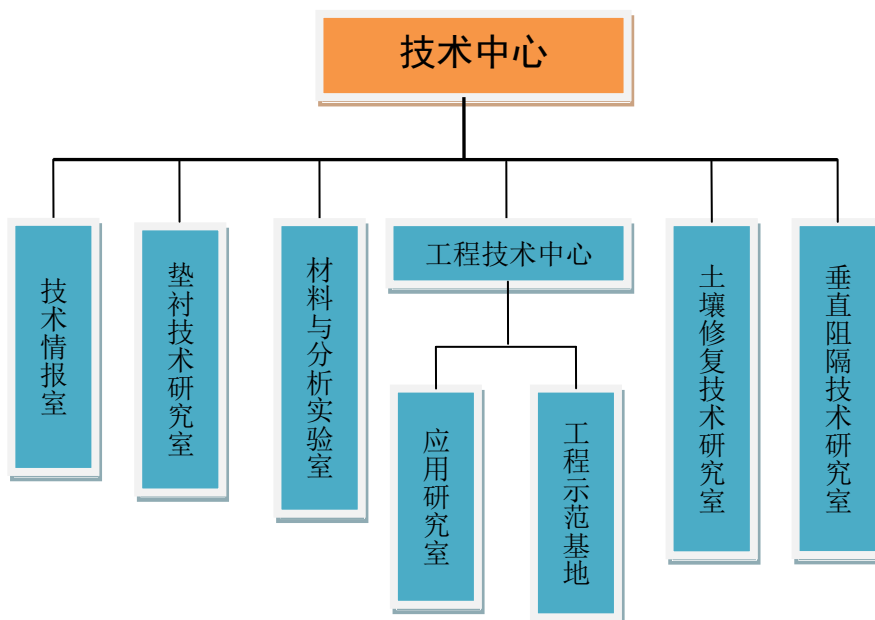 技术中心
技术情报室
垫衬技术研究室
材料与分析实验室
工程技术中心
应用研究室
工程示范基地
土壤修复技术研究室
垂直阻隔技术研究室